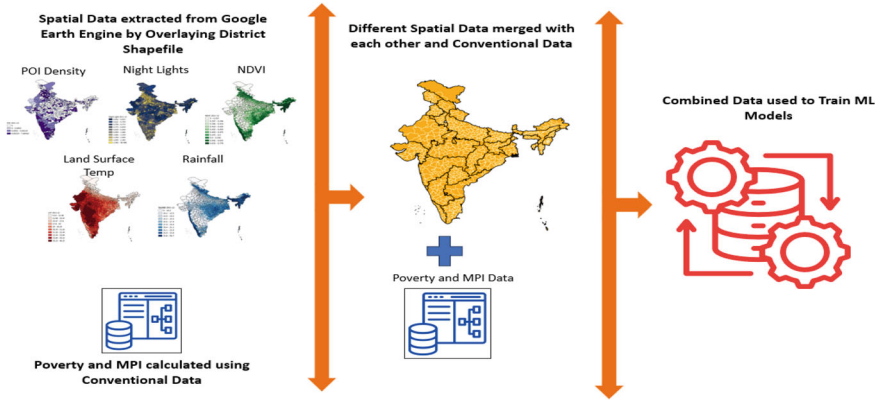 Spatial Data extracted from Google
Earth Engine by Overlaying District
Shapefile
POI Density
Night Lights
NDVI
Land Surface
Temp
Rainfall
Poverty and MPI calculated using
Conventional Data
Different Spatial Data merged with
each other and Conventional Data
Poverty and MPI Data
Combined Data used to Train ML
Models